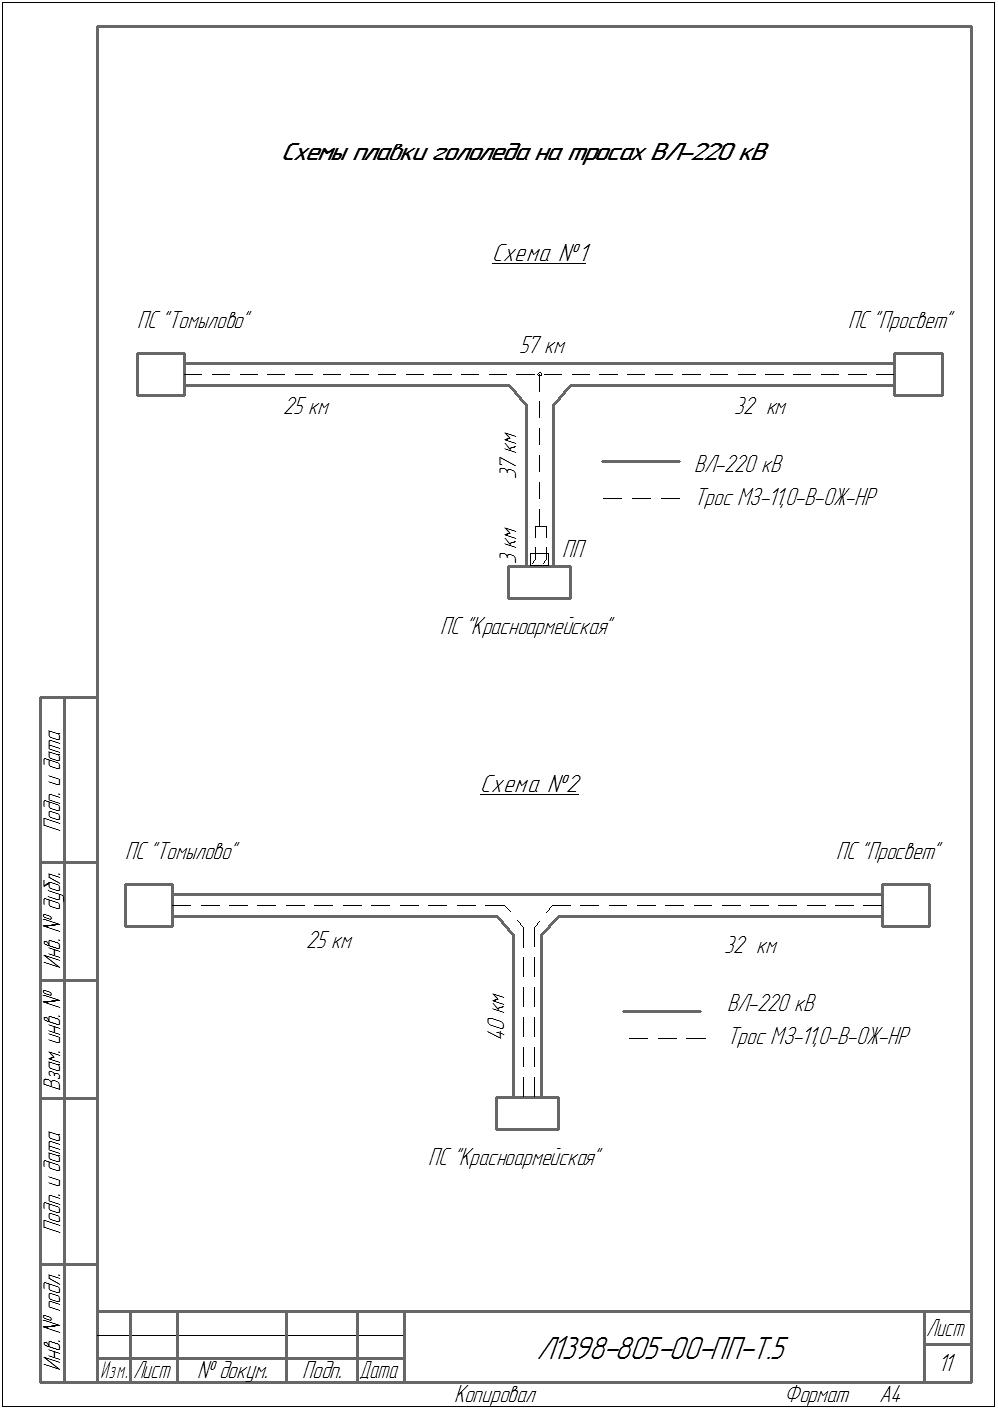 Схемы плавки гололеда на тросах ВЛ-220 кВ
Схема №1
ПС "Томылово"
ПС "Просвет"
57 км
25 км
32 км
37 км
3 км
ВЛ-220 кВ
Трос МЗ-11,0-В-ОЖ-НР
ПП
ПС "Красноармейская"
Схема №2
ПС "Томылово"
ПС "Просвет"
25 км
32 км
40 км
ВЛ-220 кВ
Трос МЗ-11,0-В-ОЖ-НР
ПС "Красноармейская"
Подп. и дата
Инв. № дубл.
Взам. инв. №
Подп. и дата
Инв. № подл.
Изм. Лист № докум. Подп. Дата
Л1398-805-00-ПП-Т.5
Лист
11
Копировал
Формат А4